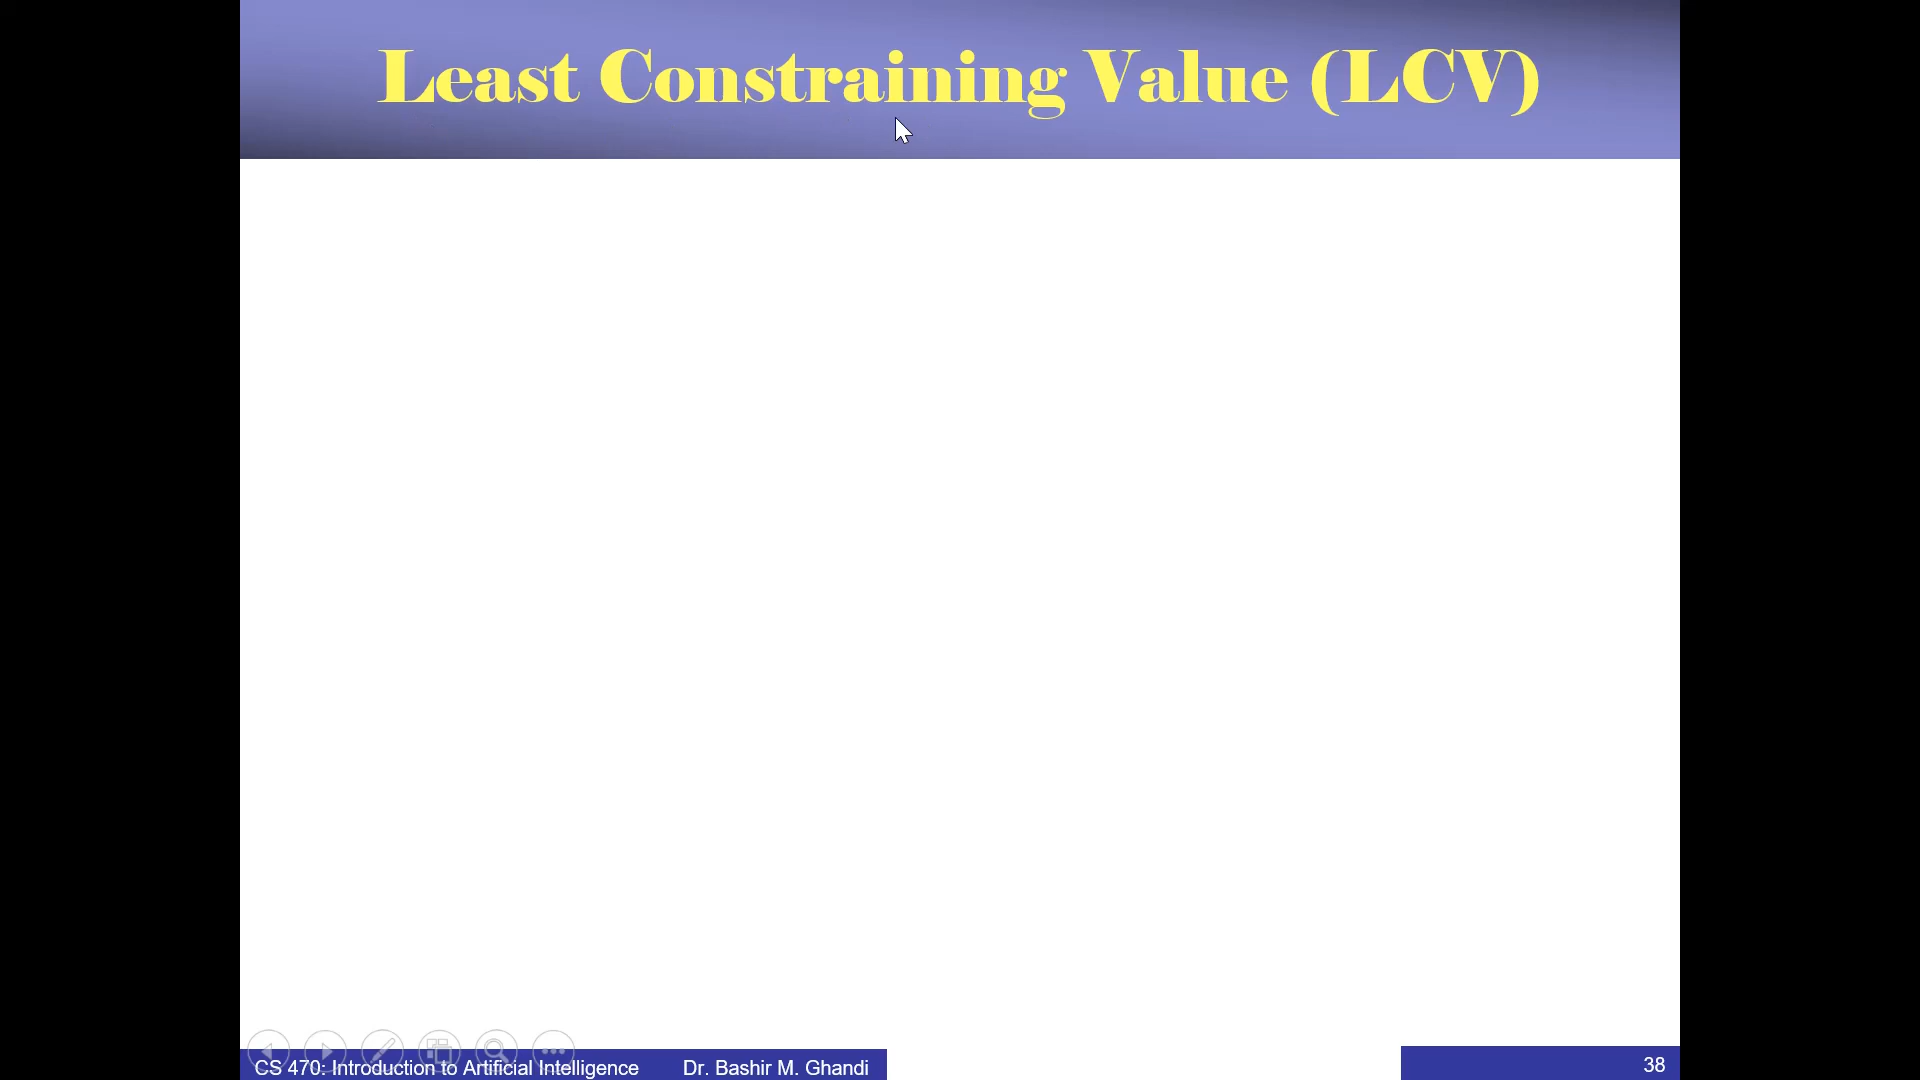 Least Constraining Value (LCV)
CS 470: Introduction to Artificial Intelligence Dr. Bashir M. Ghandi
38